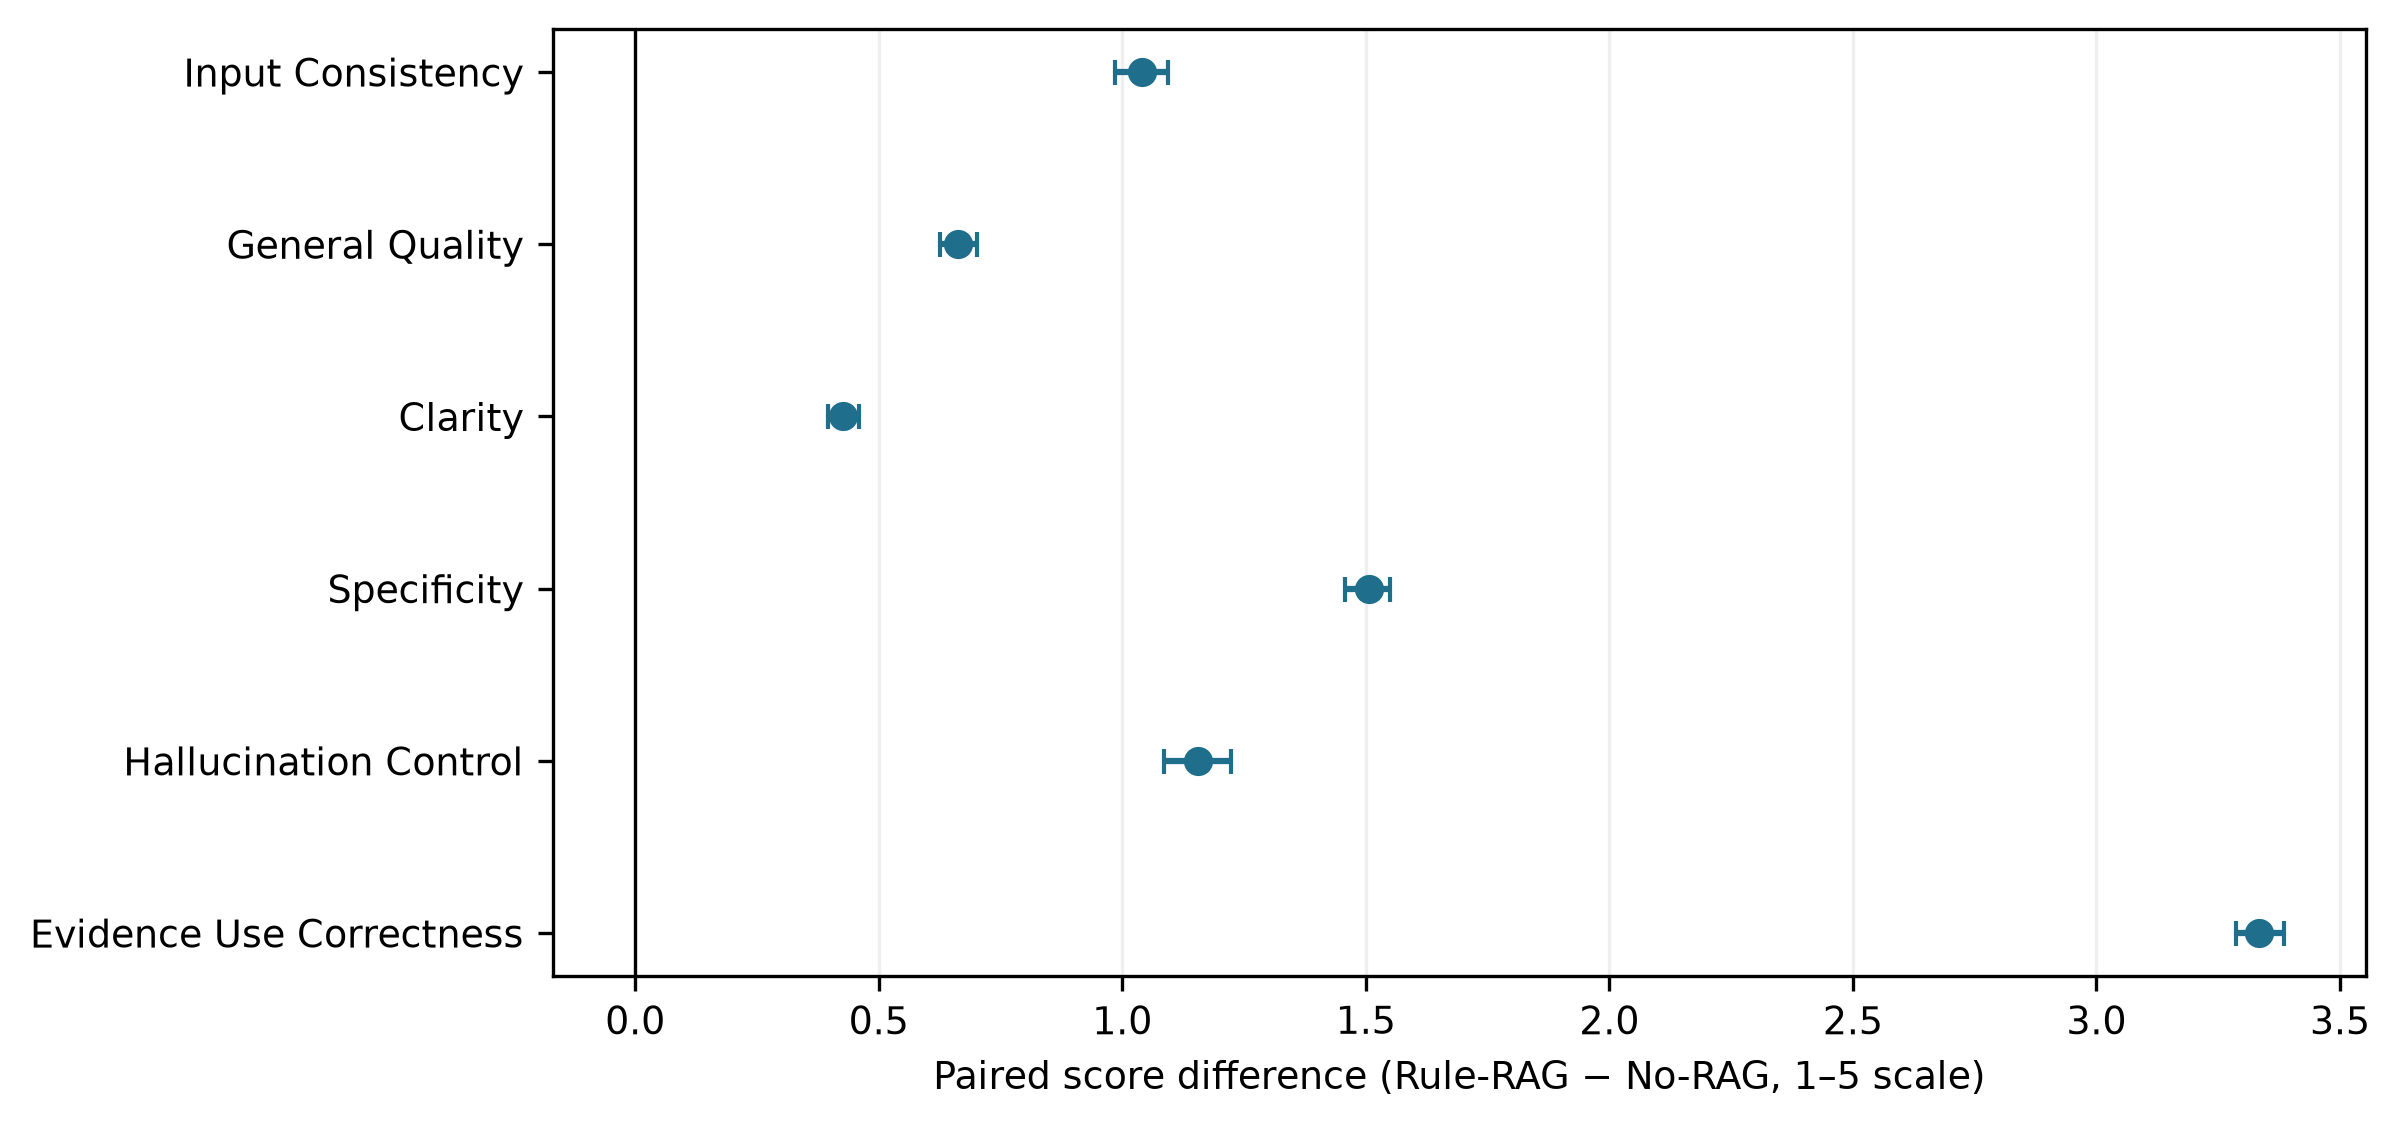 Input Consistency
General Quality
Clarity
Specificity
Hallucination Control
Evidence Use Correctness
0.0 0.5 1.0 1.5 2.0 2.5 3.0 3.5
Paired score difference (Rule-RAG − No-RAG, 1–5 scale)